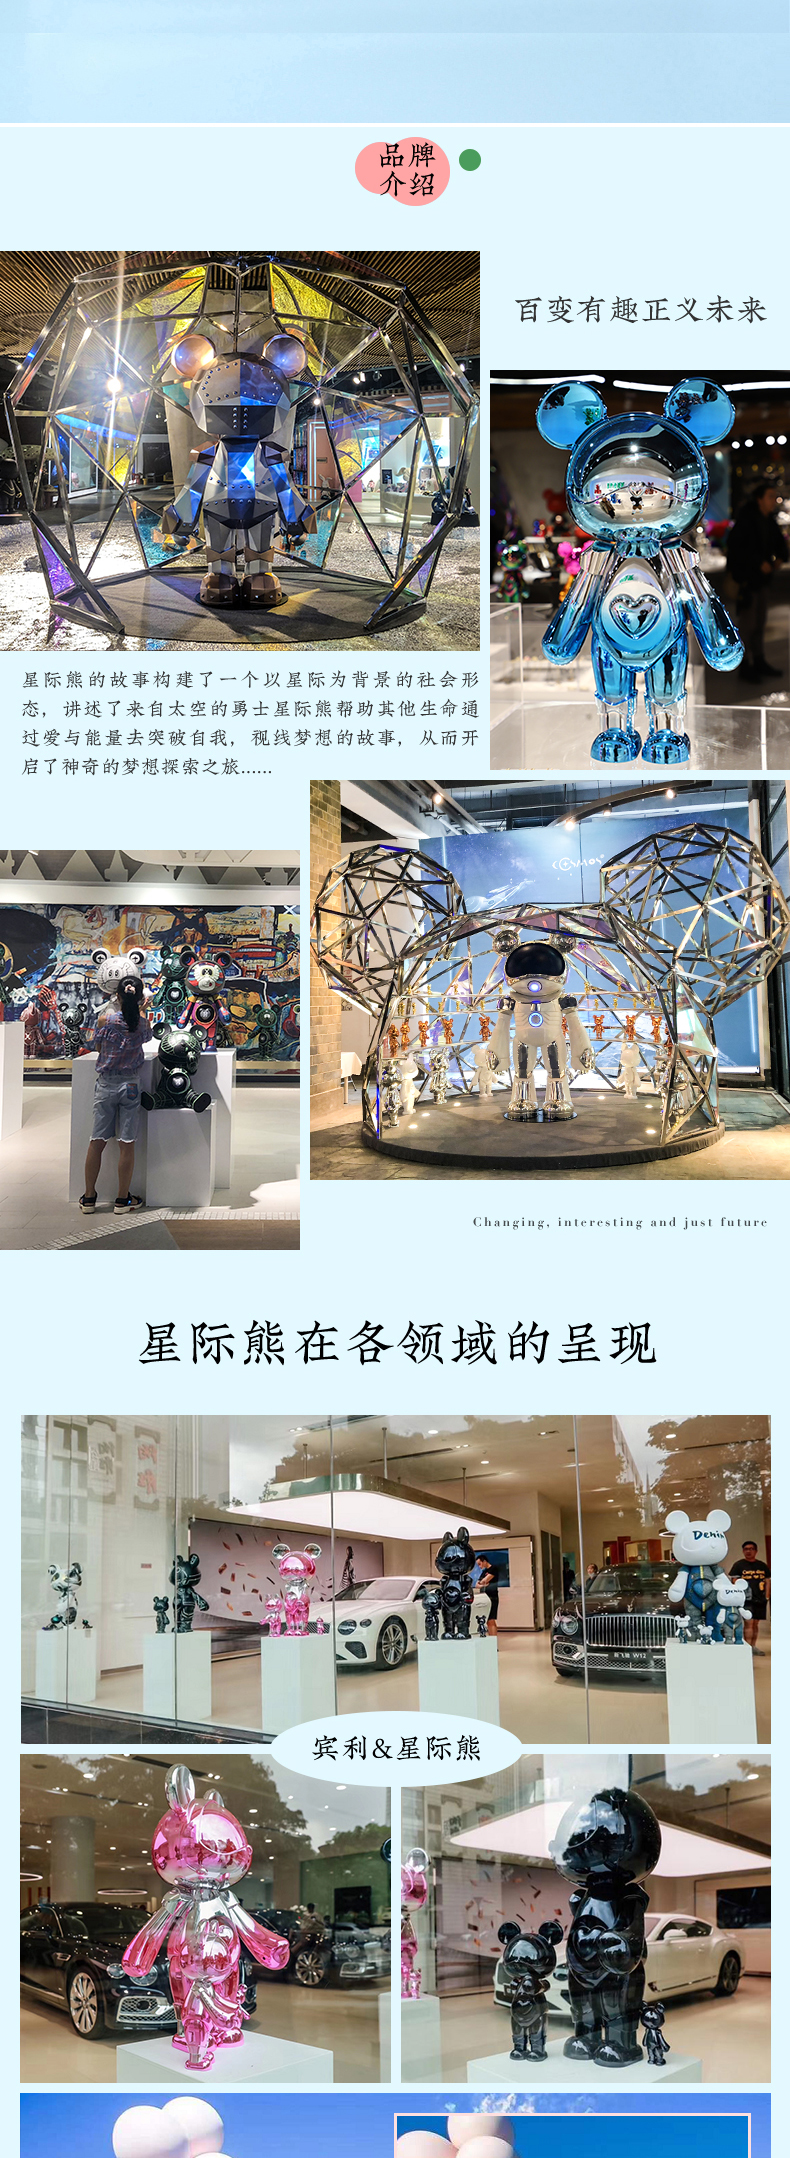 品牌
介绍
百变有趣正义未来
星际熊的故事构建了一个以星际为背景的社会形
态，讲述了来自太空的勇士星际熊帮助其他生命通
过爱与能量去突破自我，视线梦想的故事，从而开
启了神奇的梦想探索之旅......
COSMOS
Changing, interesting and just future
星际熊在各领域的呈现
Denim
W12
宾利&星际熊